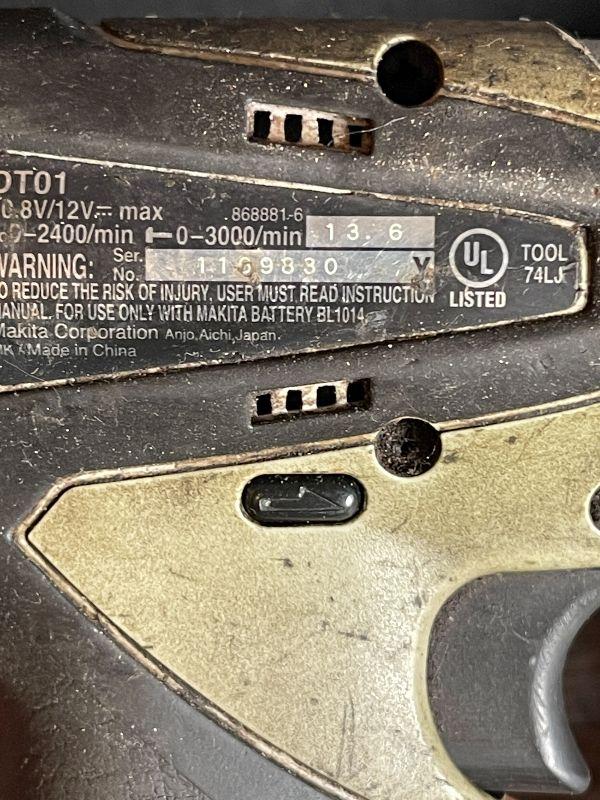 DT01
10.8V/12V⎓ max 868881-6
0-2400/min 0-3000/min 13. 6
WARNING: Ser. No. 1169830 Y
TO REDUCE THE RISK OF INJURY, USER MUST READ INSTRUCTION
MANUAL. FOR USE ONLY WITH MAKITA BATTERY BL1014.
Makita Corporation Anjo, Aichi, Japan.
Made in China
UL
LISTED
TOOL
74LJ